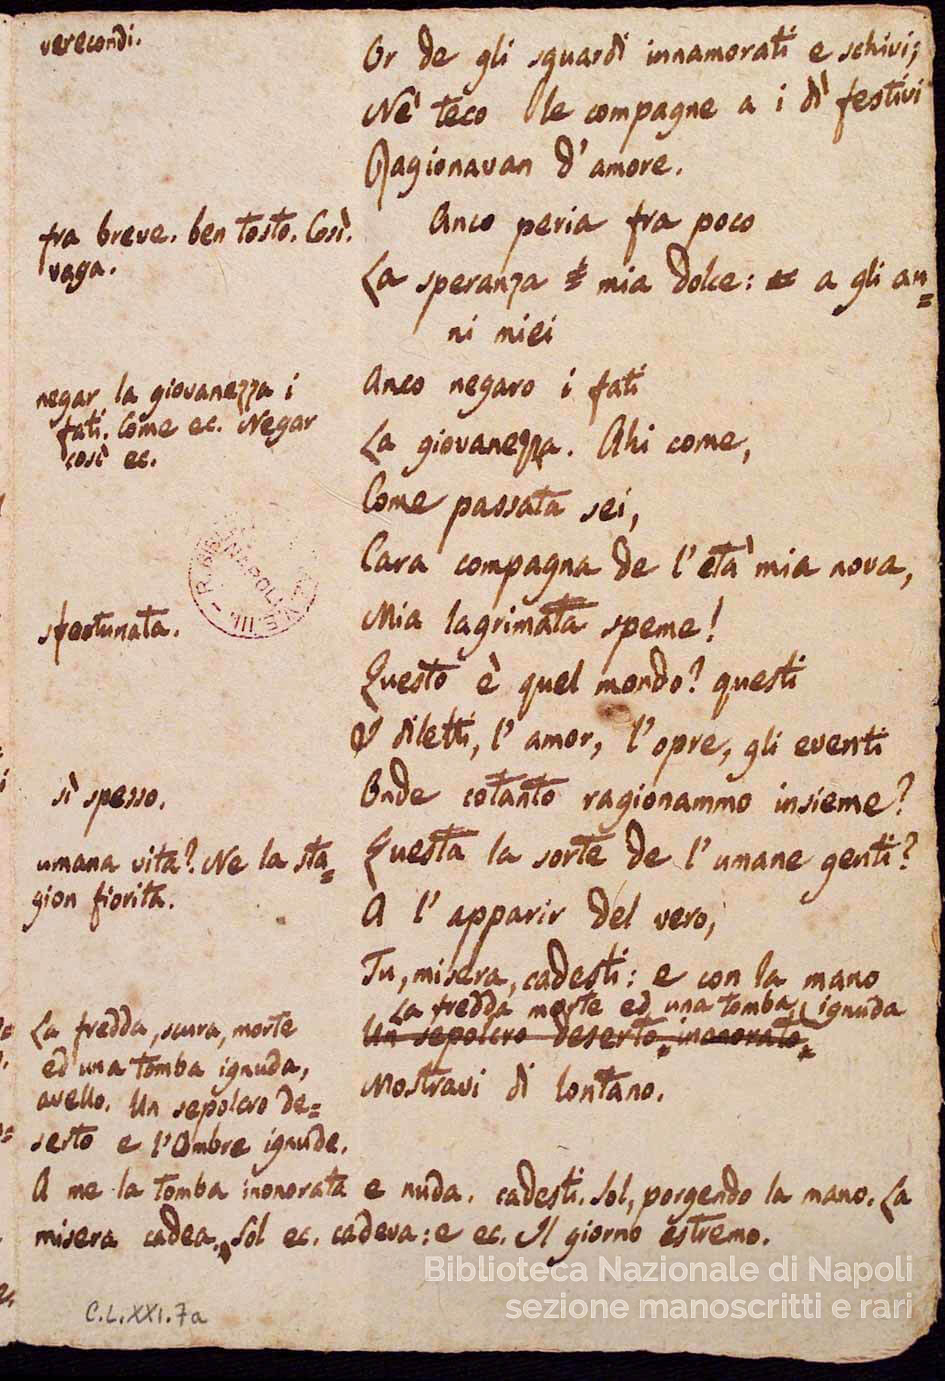 verecondi.
Or de gli sguardi innamorati e schivi;
Nè teco le compagne a i dì festivi
Ragionavan d'amore.
Anco peria fra poco
fra breve. ben tosto. Così.
vaga.
La speranza mia dolce: a gli an=
ni miei
negar la giovanezza i
fati. Come ec. Negar
così ec.
Anco negaro i fati
La giovanezza. Ahi come,
Come passata sei,
Cara compagna de l'età mia nova,
sfortunata.
Mia lagrimata speme!
Questo è quel mondo? questi
I diletti, l'amor, l'opre, gli eventi
sì spesso.
Onde cotanto ragionammo insieme?
umana vita? Ne la sta=
gion fiorita.
Questa la sorte de l'umane genti?
A l'apparir del vero,
Tu, misera, cadesti: e con la mano
La fredda morte ed una tomba ignuda
Un sepolcro deserto, inonorato,
Mostravi di lontano.
La fredda, scura, morte
ed una tomba ignuda,
avello. Un sepolcro de=
serto e l'Ombre ignude.
A me la tomba inonorata e nuda. cadesti. Sol, porgendo la mano. La
misera cadea. Sol ec. cadeva: e ec. Il giorno estremo.
C.L.XXI.7a
NAPOLI
Biblioteca Nazionale di Napoli
sezione manoscritti e rari